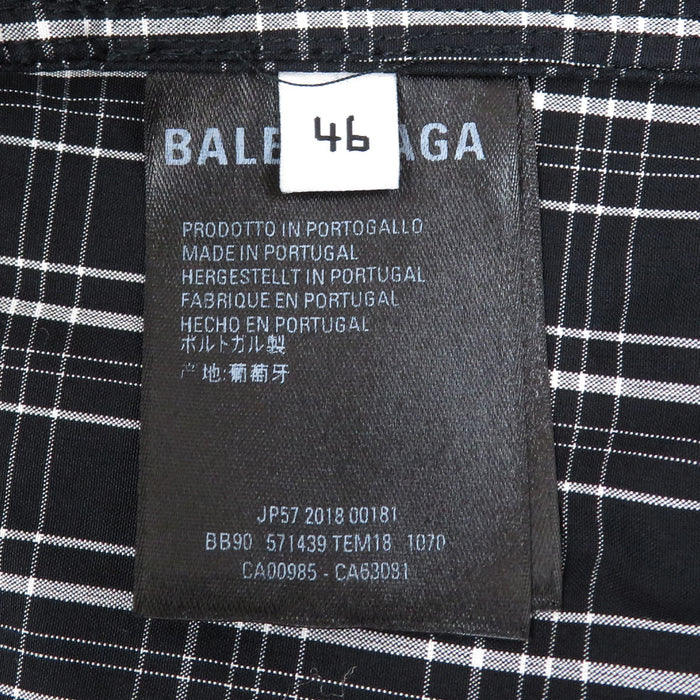 46
BALE AGA
PRODOTTO IN PORTOGALLO
MADE IN PORTUGAL
HERGESTELLT IN PORTUGAL
FABRIQUE EN PORTUGAL
HECHO EN PORTUGAL
ポルトガル製
产地:葡萄牙
JP57 2018 00181
BB90 571439 TEM18 1070
CA00985 - CA63081